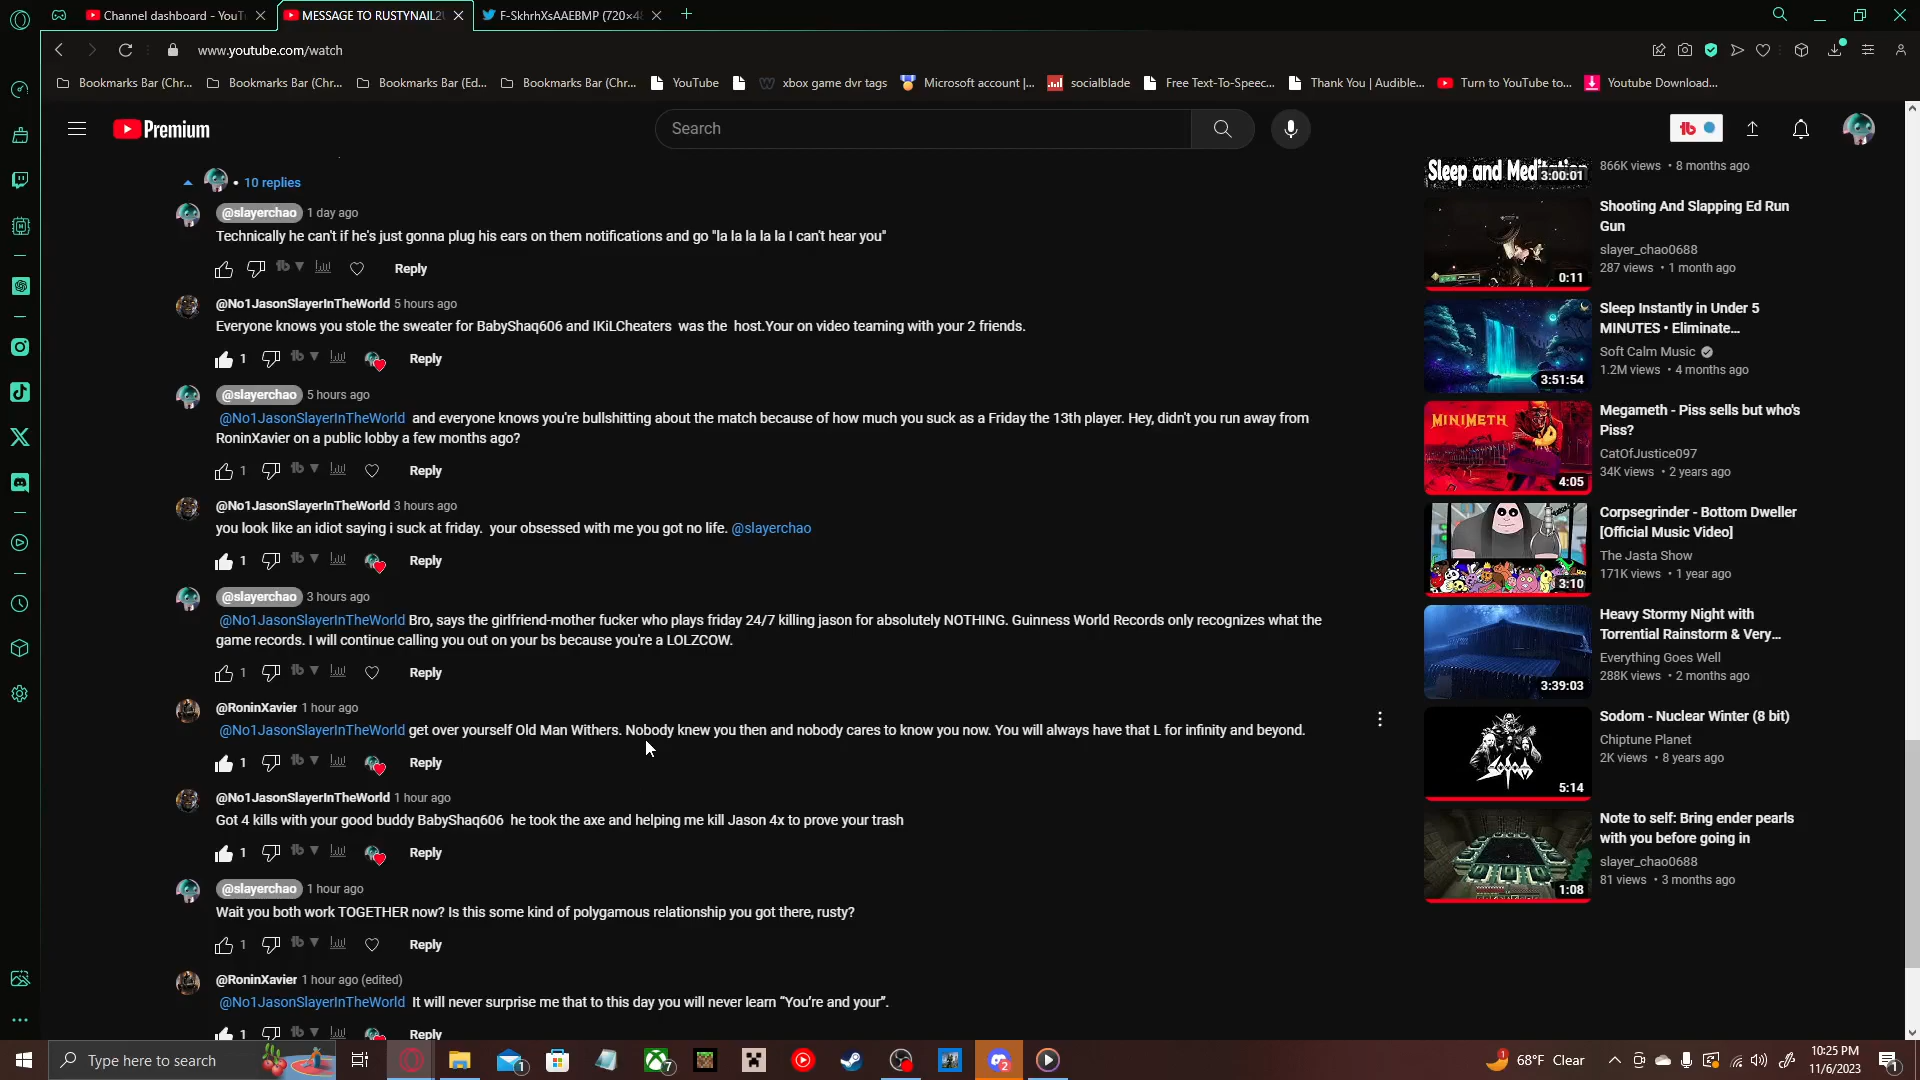 Channel dashboard - YouT
MESSAGE TO RUSTYNAIL2
F-SkhrhXsAAEBMP (720×4
www.youtube.com/watch
Bookmarks Bar (Chr...
Bookmarks Bar (Chr...
Bookmarks Bar (Ed...
Bookmarks Bar (Chr...
YouTube
xbox game dvr tags
Microsoft account |...
socialblade
Free Text-To-Speec...
Thank You | Audible...
Turn to YouTube to...
Youtube Download...
Premium
Search
10 replies
@slayerchao 1 day ago
Technically he can't if he's just gonna plug his ears on them notifications and go "la la la la la I can't hear you"
Reply
@No1JasonSlayerInTheWorld 5 hours ago
Everyone knows you stole the sweater for BabyShaq606 and IKiLCheaters was the host.Your on video teaming with your 2 friends.
1 Reply
@slayerchao 5 hours ago
@No1JasonSlayerInTheWorld and everyone knows you're bullshitting about the match because of how much you suck as a Friday the 13th player. Hey, didn't you run away from
RoninXavier on a public lobby a few months ago?
1 Reply
@No1JasonSlayerInTheWorld 3 hours ago
you look like an idiot saying i suck at friday. your obsessed with me you got no life. @slayerchao
1 Reply
@slayerchao 3 hours ago
@No1JasonSlayerInTheWorld Bro, says the girlfriend-mother fucker who plays friday 24/7 killing jason for absolutely NOTHING. Guinness World Records only recognizes what the
game records. I will continue calling you out on your bs because you're a LOLZCOW.
1 Reply
@RoninXavier 1 hour ago
@No1JasonSlayerInTheWorld get over yourself Old Man Withers. Nobody knew you then and nobody cares to know you now. You will always have that L for infinity and beyond.
1 Reply
@No1JasonSlayerInTheWorld 1 hour ago
Got 4 kills with your good buddy BabyShaq606 he took the axe and helping me kill Jason 4x to prove your trash
1 Reply
@slayerchao 1 hour ago
Wait you both work TOGETHER now? Is this some kind of polygamous relationship you got there, rusty?
1 Reply
@RoninXavier 1 hour ago (edited)
@No1JasonSlayerInTheWorld It will never surprise me that to this day you will never learn “You’re and your”.
1 Reply
Sleep and Med
3:00:01
866K views • 8 months ago
Shooting And Slapping Ed Run
Gun
slayer_chao0688
287 views • 1 month ago
0:11
Sleep Instantly in Under 5
MINUTES • Eliminate...
Soft Calm Music
1.2M views • 4 months ago
3:51:54
MINIMETH
Megameth - Piss sells but who's
Piss?
CatOfJustice097
34K views • 2 years ago
4:05
Corpsegrinder - Bottom Dweller
[Official Music Video]
The Jasta Show
171K views • 1 year ago
3:10
Heavy Stormy Night with
Torrential Rainstorm & Very...
Everything Goes Well
288K views • 2 months ago
3:39:03
Sodom - Nuclear Winter (8 bit)
Chiptune Planet
2K views • 8 years ago
SODOM
5:14
Note to self: Bring ender pearls
with you before going in
slayer_chao0688
81 views • 3 months ago
1:08
Type here to search
68°F Clear
10:25 PM
11/6/2023